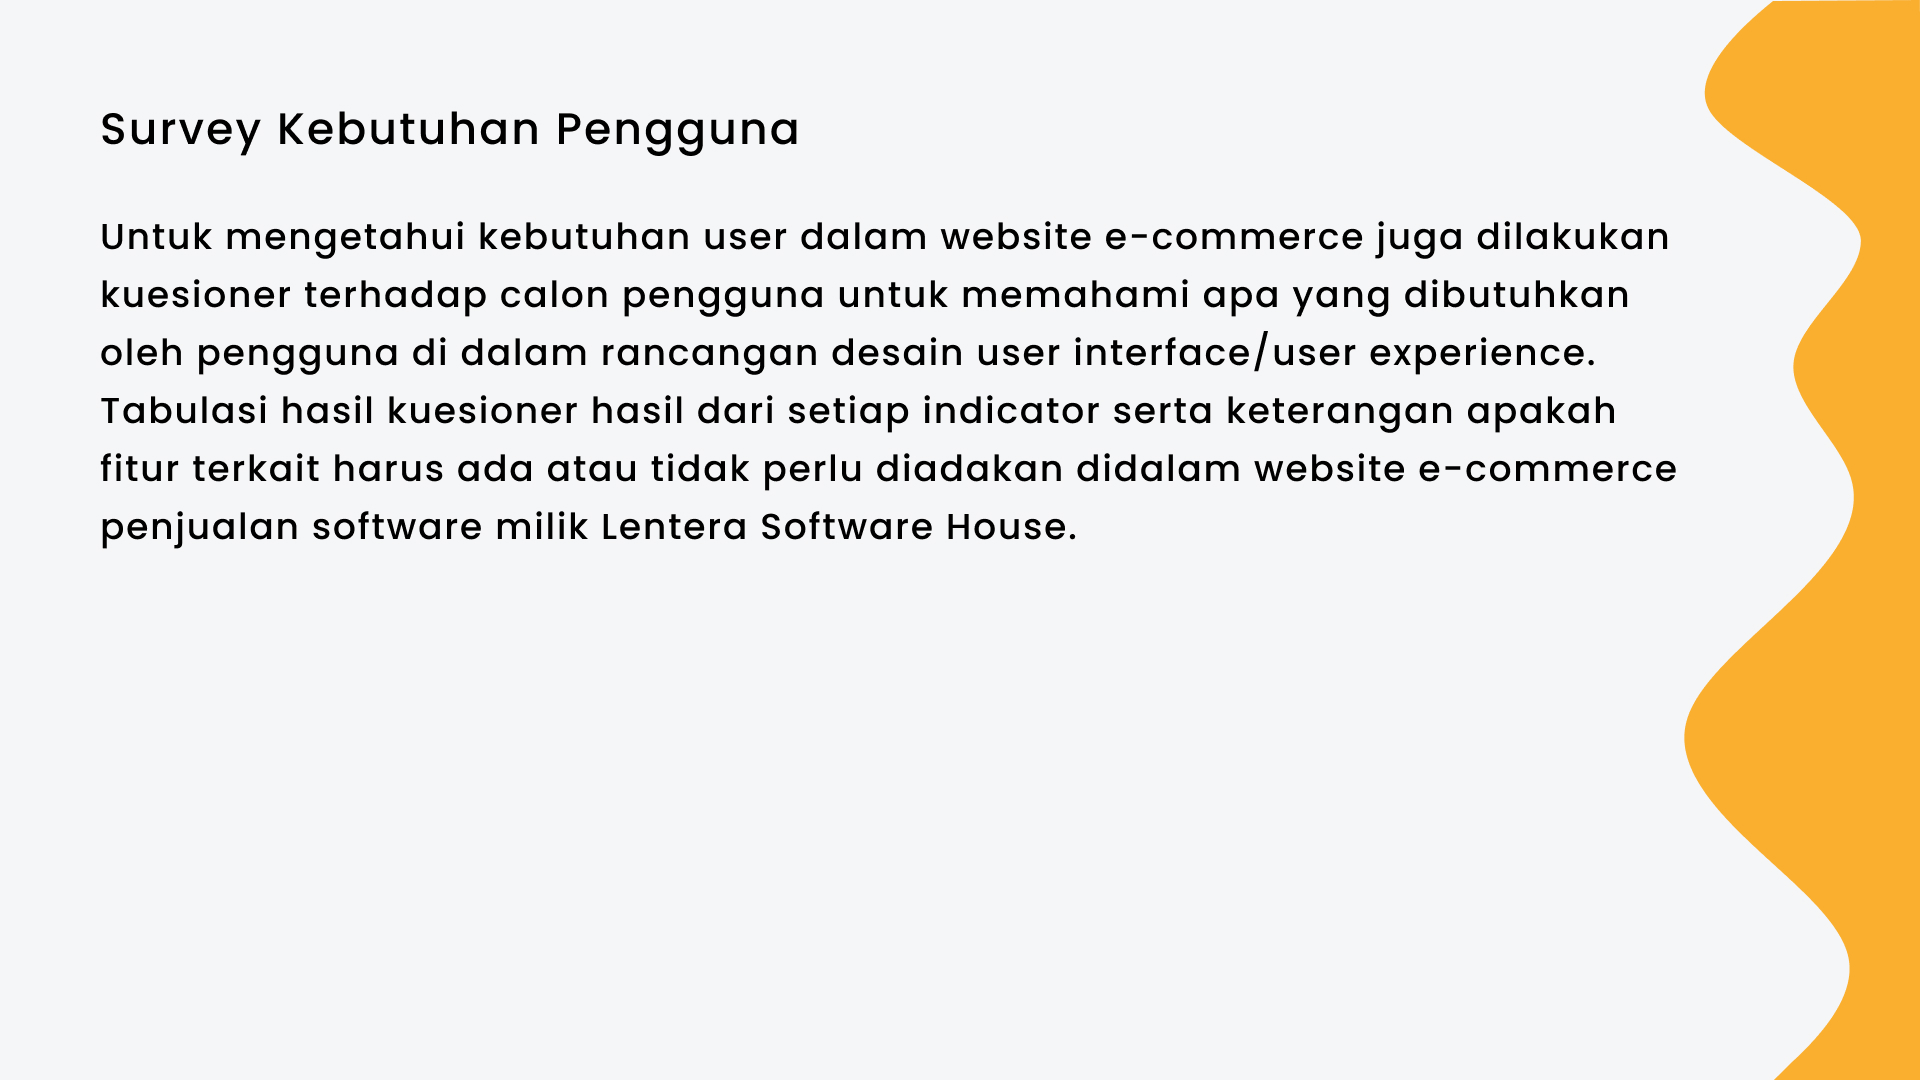 Survey Kebutuhan Pengguna
Untuk mengetahui kebutuhan user dalam website e-commerce juga dilakukan
kuesioner terhadap calon pengguna untuk memahami apa yang dibutuhkan
oleh pengguna di dalam rancangan desain user interface/user experience.
Tabulasi hasil kuesioner hasil dari setiap indicator serta keterangan apakah
fitur terkait harus ada atau tidak perlu diadakan didalam website e-commerce
penjualan software milik Lentera Software House.